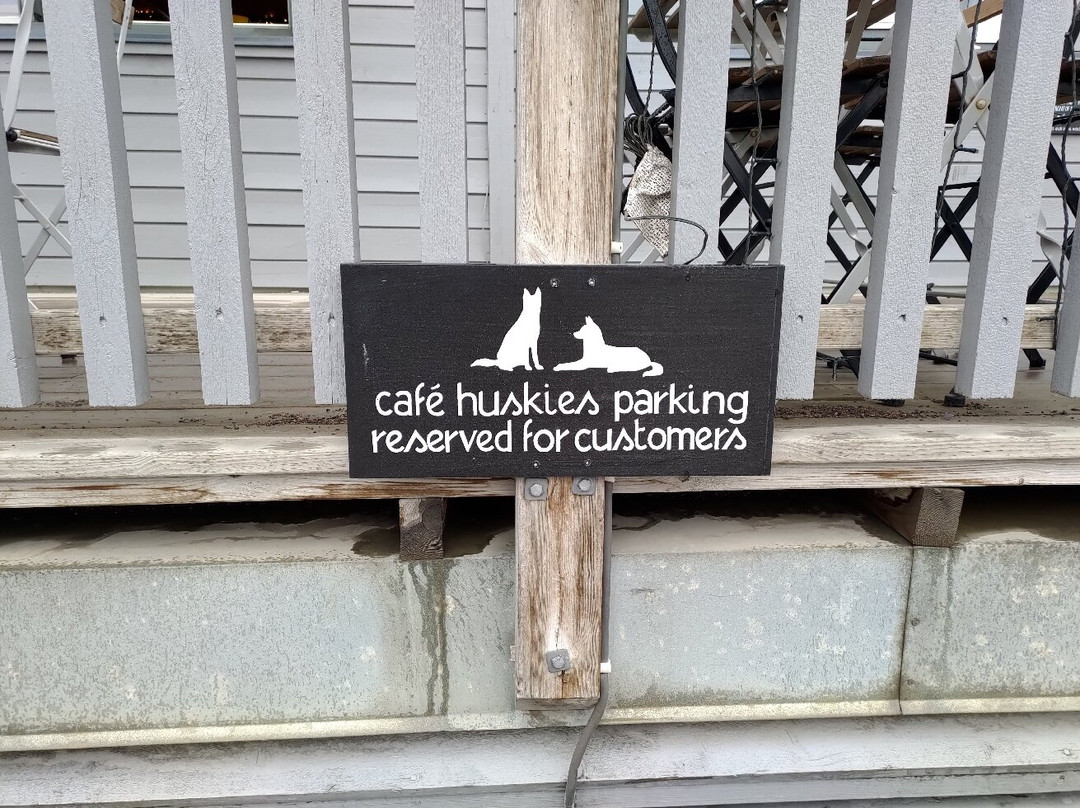 café huskies parking
reserved for customers